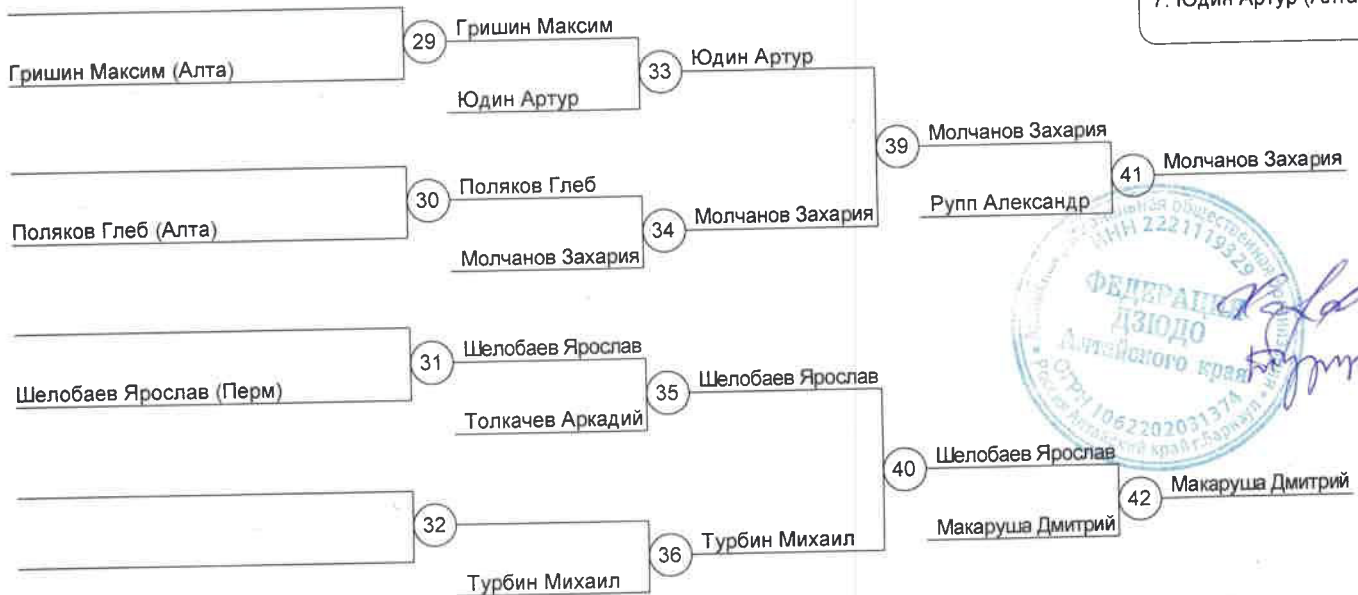 7. Юдин Артур (Алта
Гришин Максим (Алта)
29
Гришин Максим
Юдин Артур
33
Юдин Артур
Поляков Глеб (Алта)
30
Поляков Глеб
Молчанов Захария
34
Молчанов Захария
39
Молчанов Захария
Рупп Александр
41
Молчанов Захария
Шелобаев Ярослав (Перм)
31
Шелобаев Ярослав
Толкачев Аркадий
35
Шелобаев Ярослав
32
Турбин Михаил
36
Турбин Михаил
40
Шелобаев Ярослав
Макаруша Дмитрий
42
Макаруша Дмитрий
ИНН 2221179329
ФЕДЕРАЦИЯ
ДЗЮДО
Алтайского края
ОГРН 1062202031374